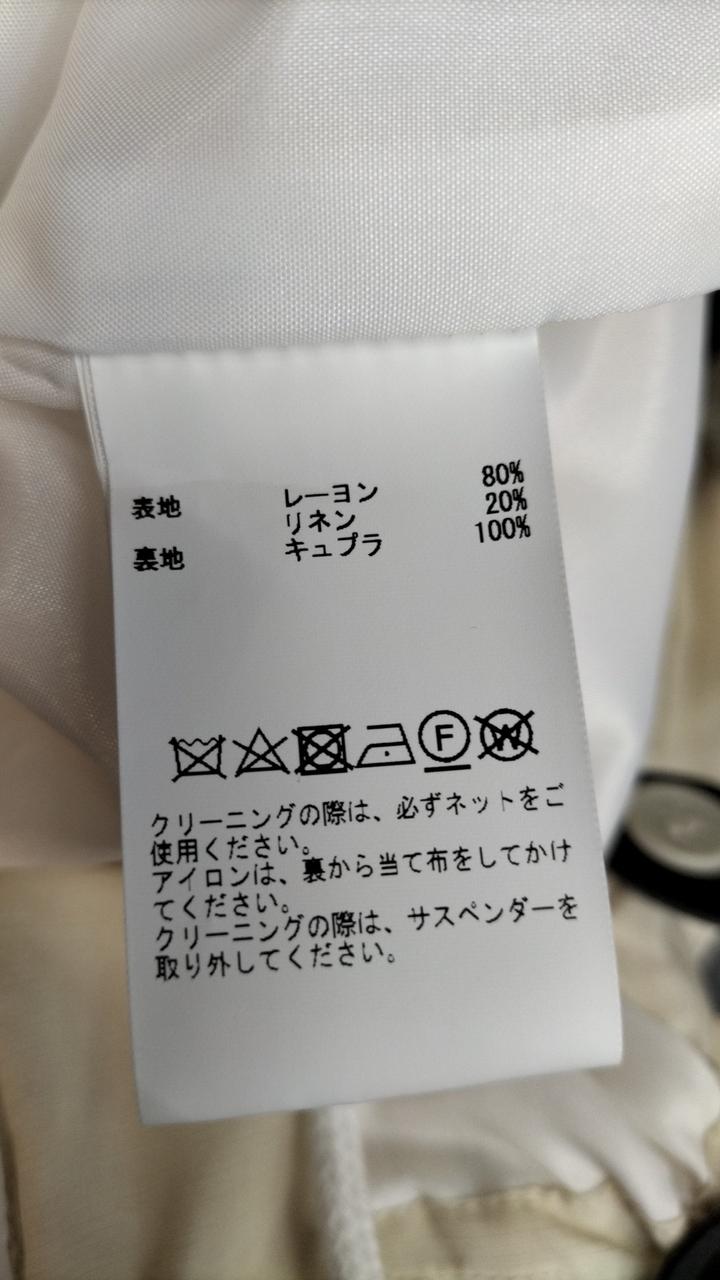 表地 レーヨン 80%
リネン 20%
裏地 キュプラ 100%
F W
クリーニングの際は、必ずネットをご
使用ください。
アイロンは、裏から当て布をしてかけ
てください。
クリーニングの際は、サスペンダーを
取り外してください。